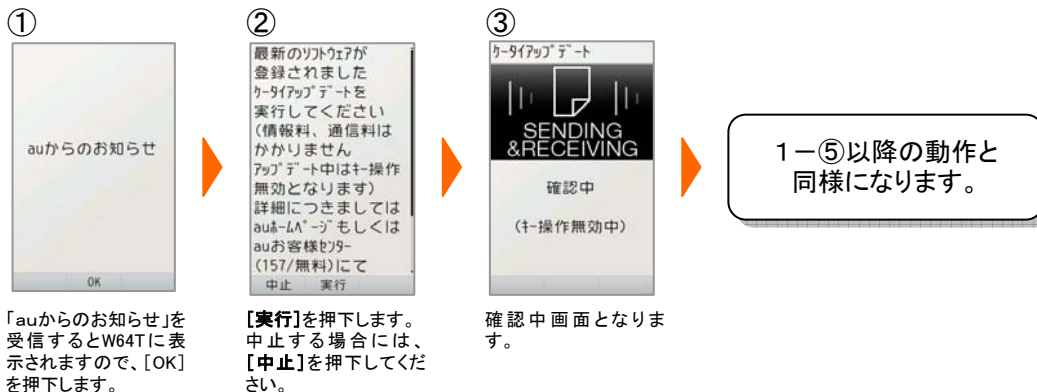 ①
auからのお知らせ
OK
「auからのお知らせ」を
受信するとW64Tに表
示されますので、[OK]
を押下します。
②
最新のｿﾌﾄｳｪｱが
登録されました
ｹｰﾀｲｱｯﾌﾟﾃﾞｰﾄを
実行してください
(情報料、通信料は
かかりません
ｱｯﾌﾟﾃﾞｰﾄ中はｷｰ操作
無効となります)
詳細につきましては
auﾎｰﾑﾍﾟｰｼﾞもしくは
auお客様ｾﾝﾀｰ
(157/無料)にて
中止 実行
[実行]を押下します。
中止する場合には、
[中止]を押下してくだ
さい。
③
ｹｰﾀｲｱｯﾌﾟﾃﾞｰﾄ
SENDING
&RECEIVING
確認中
(ｷｰ操作無効中)
確認中画面となりま
す。
１－⑤以降の動作と
同様になります。